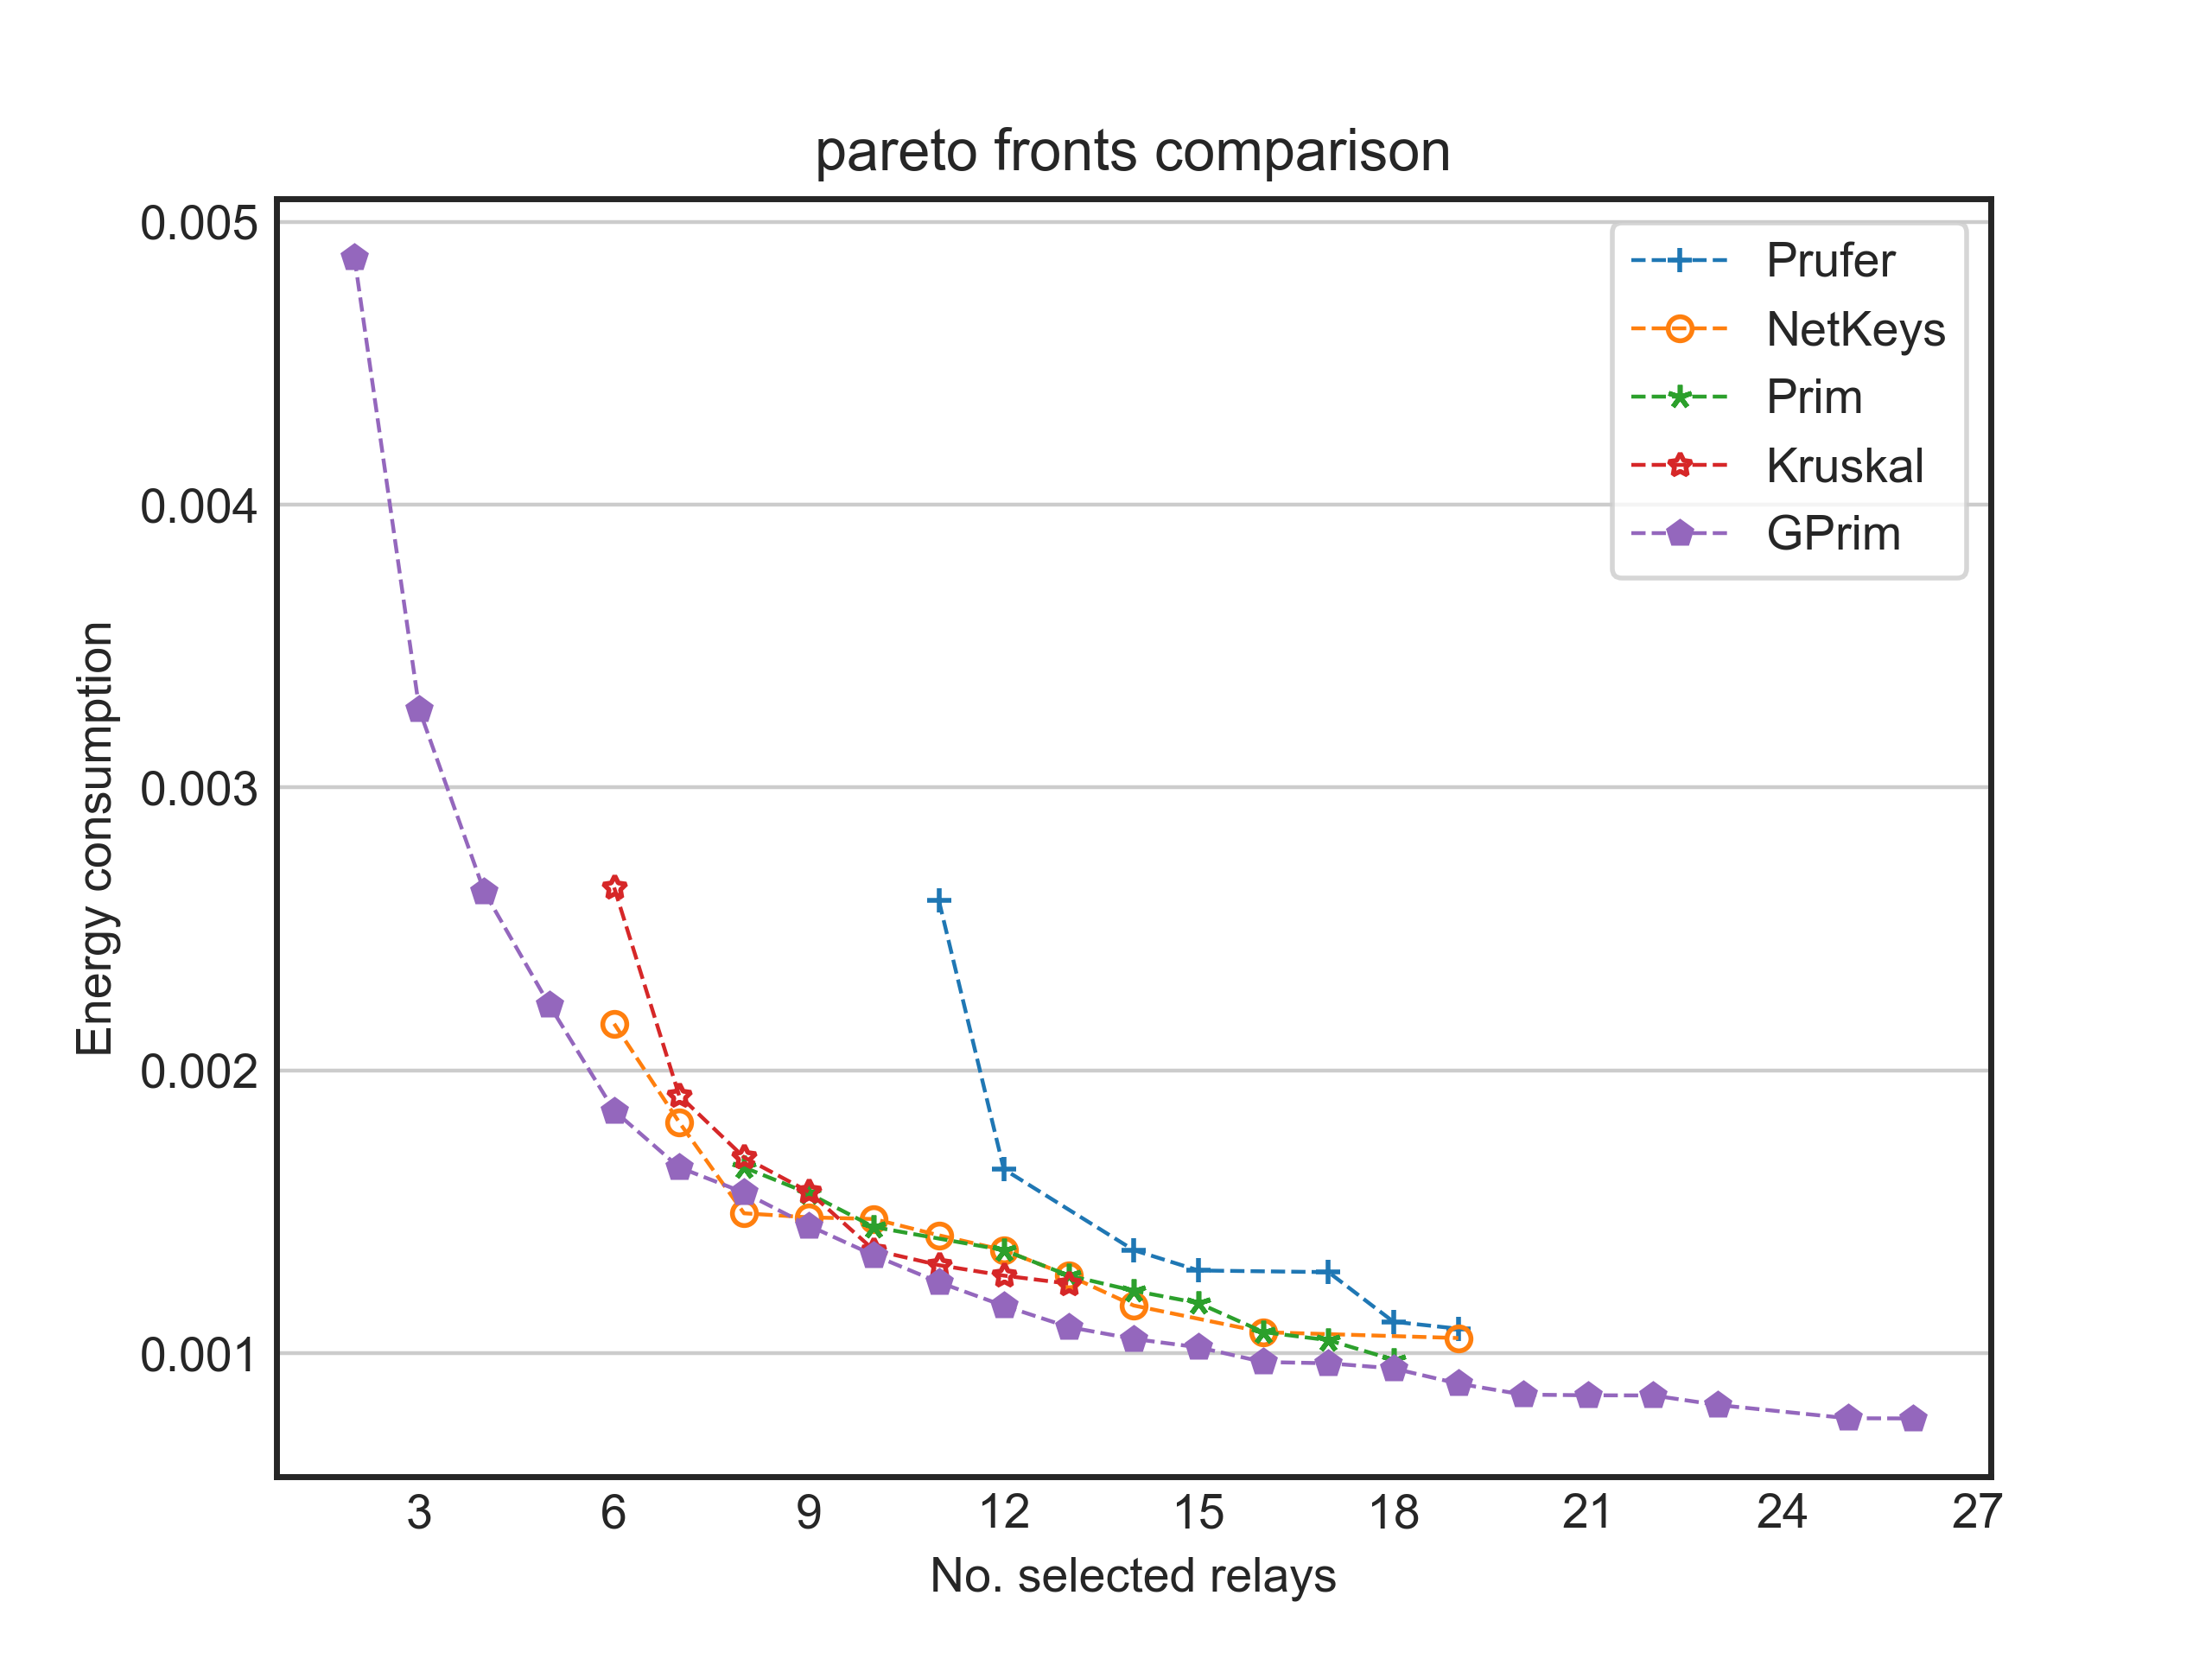 pareto fronts comparison
0.005
0.004
0.003
0.002
0.001
Energy consumption
Prufer
NetKeys
Prim
Kruskal
GPrim
3 6 9 12 15 18 21 24 27
No. selected relays